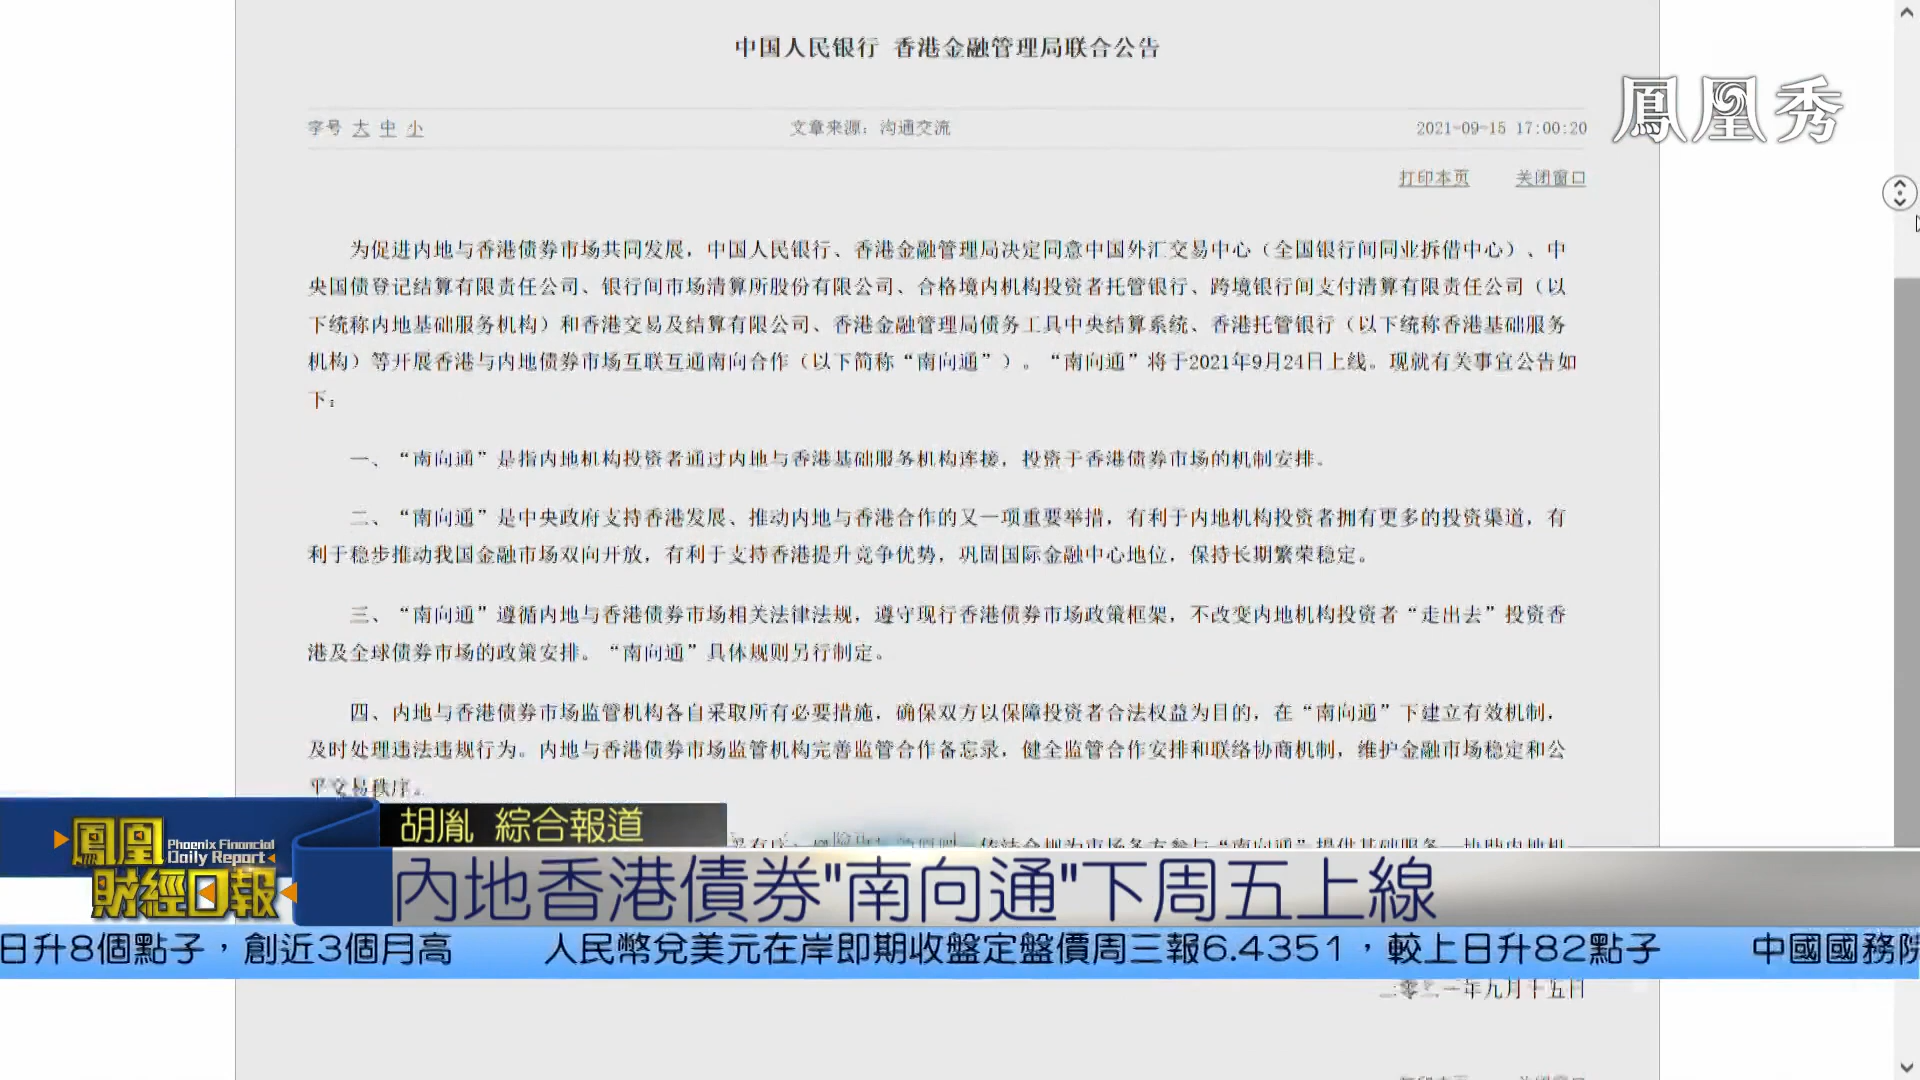 中国人民银行 香港金融管理局联合公告
鳳凰秀
字号 大 中 小 文章来源：沟通交流 2021-09-15 17:00:20
打印本页 关闭窗口
为促进内地与香港债券市场共同发展，中国人民银行、香港金融管理局决定同意中国外汇交易中心（全国银行间同业拆借中心）、中
央国债登记结算有限责任公司、银行间市场清算所股份有限公司、合格境内机构投资者托管银行、跨境银行间支付清算有限责任公司（以
下统称内地基础服务机构）和香港交易及结算有限公司、香港金融管理局债务工具中央结算系统、香港托管银行（以下统称香港基础服务
机构）等开展香港与内地债券市场互联互通南向合作（以下简称“南向通”）。“南向通”将于2021年9月24日上线。现就有关事宜公告如
下：
一、“南向通”是指内地机构投资者通过内地与香港基础服务机构连接，投资于香港债券市场的机制安排。
二、“南向通”是中央政府支持香港发展、推动内地与香港合作的又一项重要举措，有利于内地机构投资者拥有更多的投资渠道，有
利于稳步推动我国金融市场双向开放，有利于支持香港提升竞争优势，巩固国际金融中心地位，保持长期繁荣稳定。
三、“南向通”遵循内地与香港债券市场相关法律法规，遵守现行香港债券市场政策框架，不改变内地机构投资者“走出去”投资香
港及全球债券市场的政策安排。“南向通”具体规则另行制定。
四、内地与香港债券市场监管机构各自采取所有必要措施，确保双方以保障投资者合法权益为目的，在“南向通”下建立有效机制，
及时处理违法违规行为。内地与香港债券市场监管机构完善监管合作备忘录，健全监管合作安排和联络协商机制，维护金融市场稳定和公
平交易秩序。
依法合规为市场各方参与“南向通”提供基础服务，协助内地机
胡胤 綜合報道
鳳凰 Phoenix Financial
Daily Report
財經日報
內地香港債券"南向通"下周五上線
日升8個點子，創近3個月高 人民幣兌美元在岸即期收盤定盤價周三報6.4351，較上日升82點子 中國國務院
二零二一年九月十五日